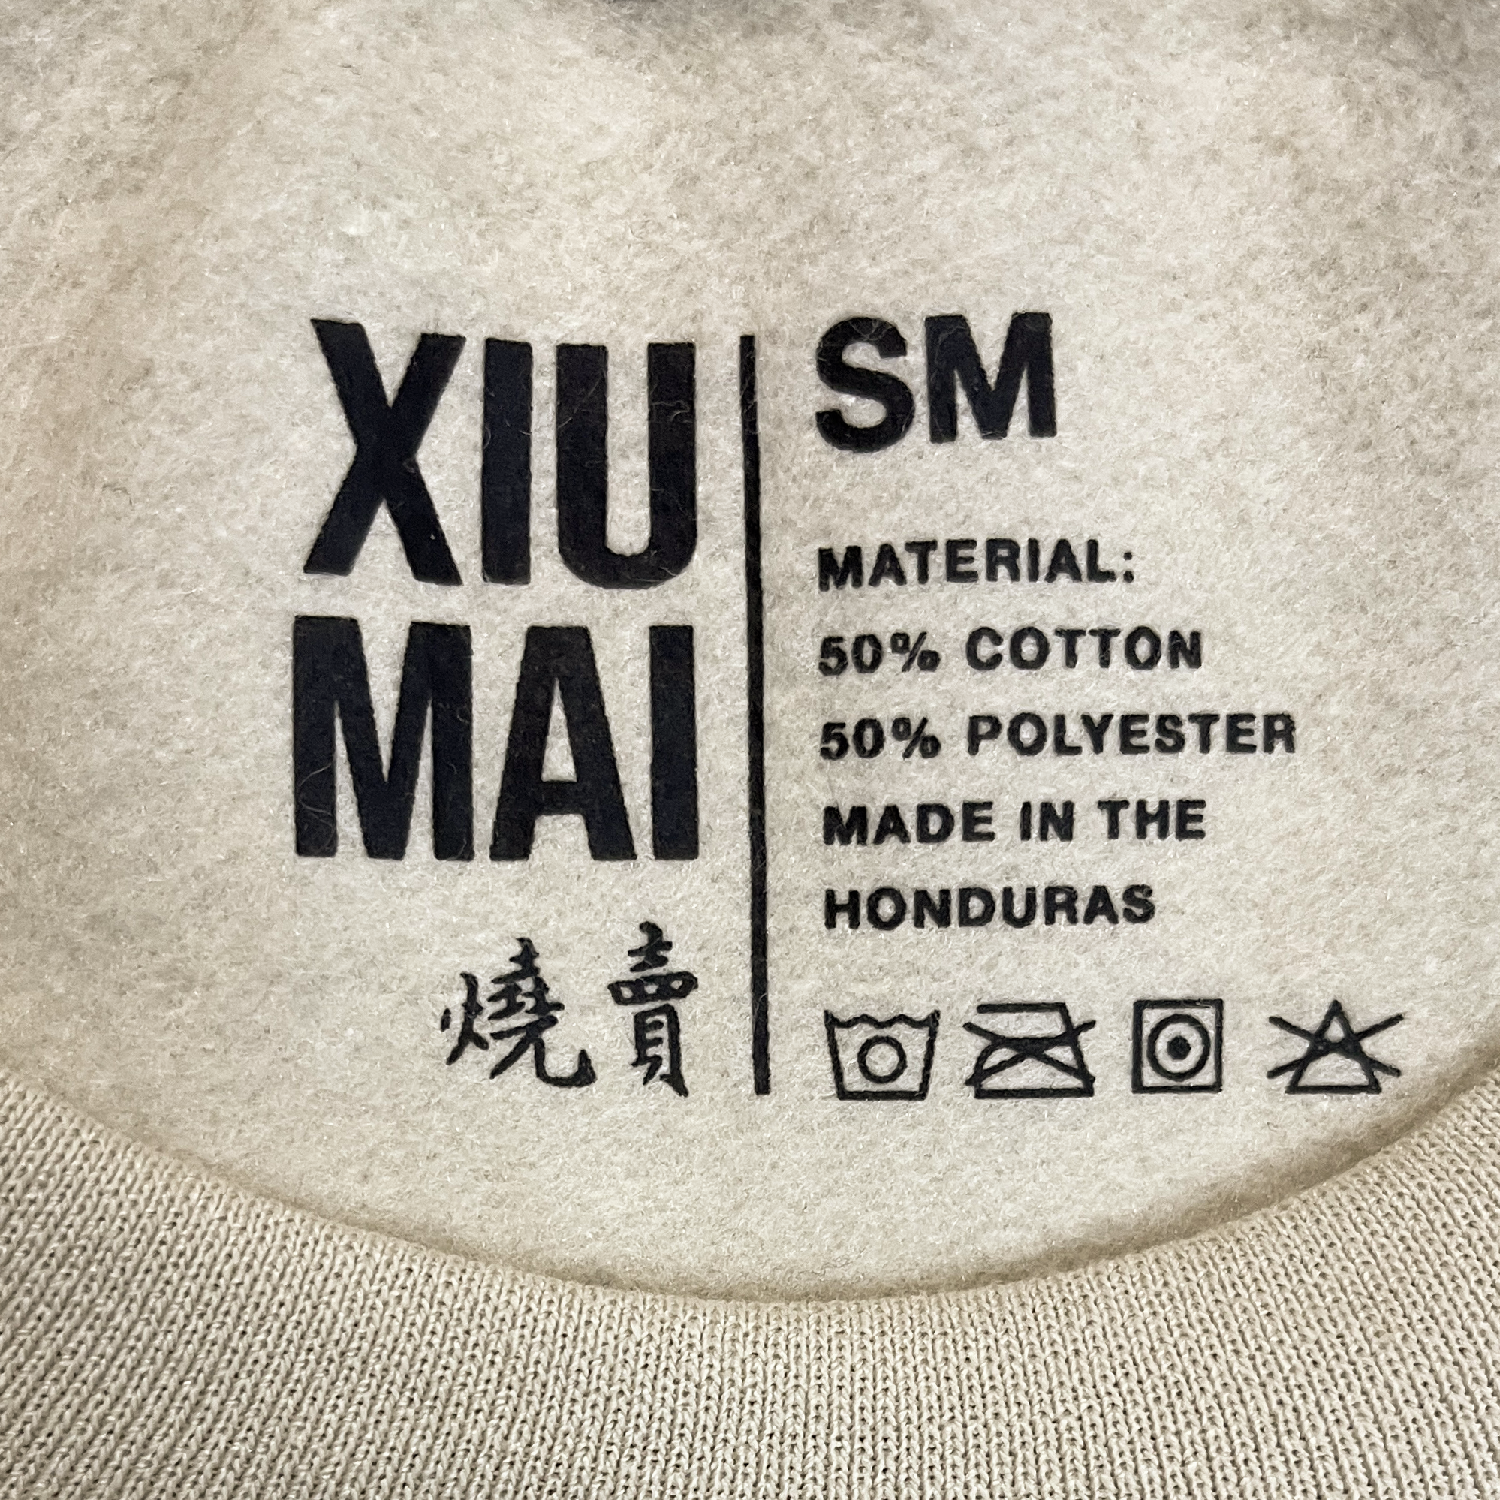 XIU
MAI
燒賣
SM
MATERIAL:
50% COTTON
50% POLYESTER
MADE IN THE
HONDURAS